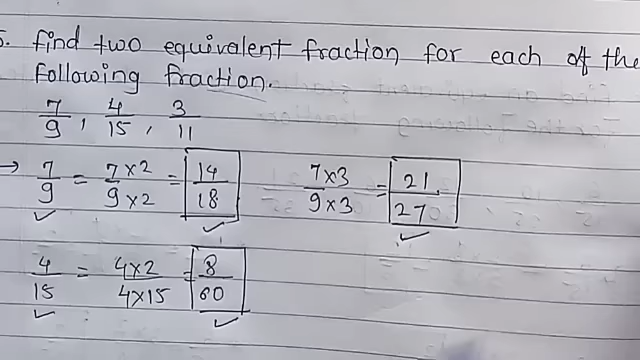 5. find two equivalent fraction for each of the
following fraction.
7/9, 4/15, 3/11
→ 7/9 = 7×2/9×2 = 14/18 7×3/9×3 = 21/27
4/15 = 4×2/4×15 = 8/60